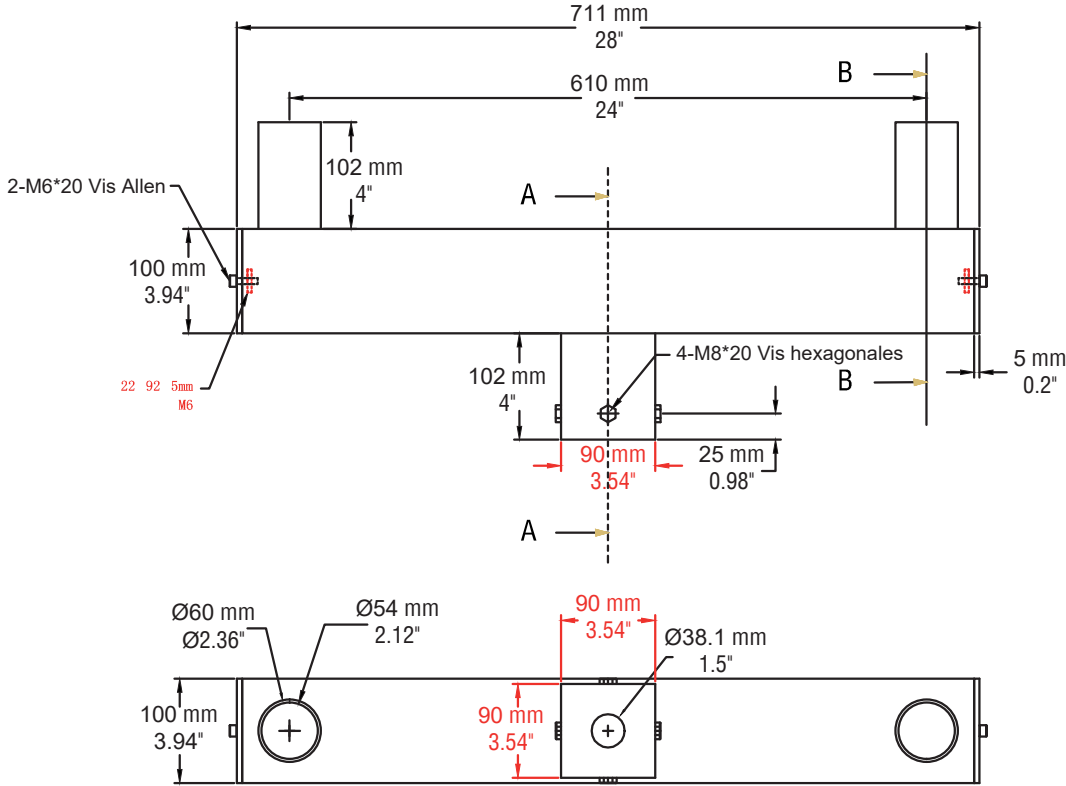 711 mm
28"
B
610 mm
24"
102 mm
4"
2-M6*20 Vis Allen
A
100 mm
3.94"
4-M8*20 Vis hexagonales
5 mm
0.2"
102 mm
4"
B
22 92 5mm
M6
90 mm
3.54"
25 mm
0.98"
A
Ø60 mm
Ø2.36"
Ø54 mm
2.12"
90 mm
3.54"
Ø38.1 mm
1.5"
100 mm
3.94"
90 mm
3.54"